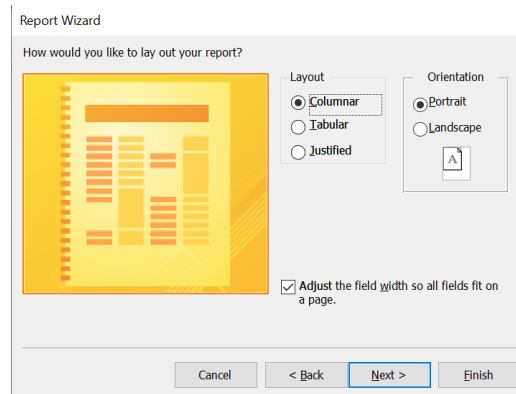 Report Wizard
How would you like to lay out your report?
Layout
Columnar
Tabular
Justified
Orientation
Portrait
Landscape
A
Adjust the field width so all fields fit on
a page.
Cancel
< Back
Next >
Finish